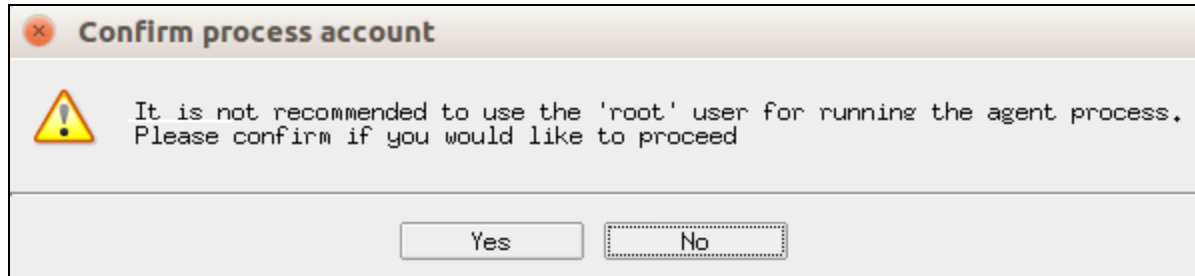 Confirm process account
It is not recommended to use the 'root' user for running the agent process.
Please confirm if you would like to proceed
Yes No